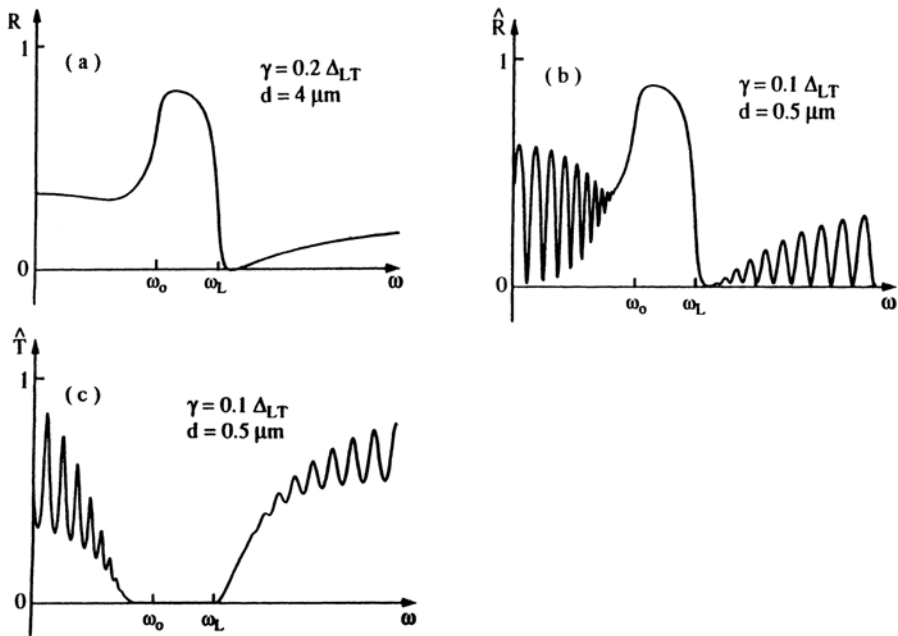 R
1
( a )
γ = 0.2 Δ_LT
d = 4 μm
0
ω_o
ω_L
ω
R̂
1
( b )
γ = 0.1 Δ_LT
d = 0.5 μm
0
ω_o
ω_L
ω
T̂
1
( c )
γ = 0.1 Δ_LT
d = 0.5 μm
0
ω_o
ω_L
ω